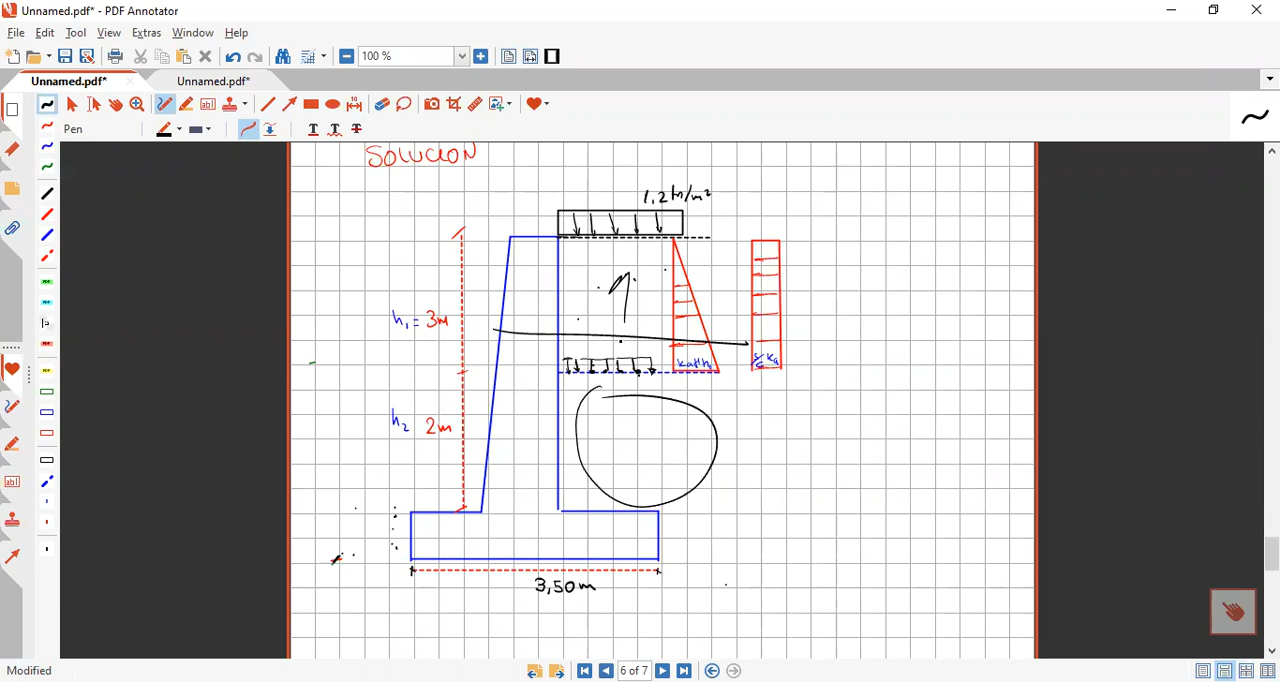 Unnamed.pdf* - PDF Annotator
File Edit Tool View Extras Window Help
100 %
Unnamed.pdf* Unnamed.pdf*
Pen
SOLUCION
1,2 tn/m²
h₁ = 3m
h₂ 2m
3,50 m
Modified
6 of 7